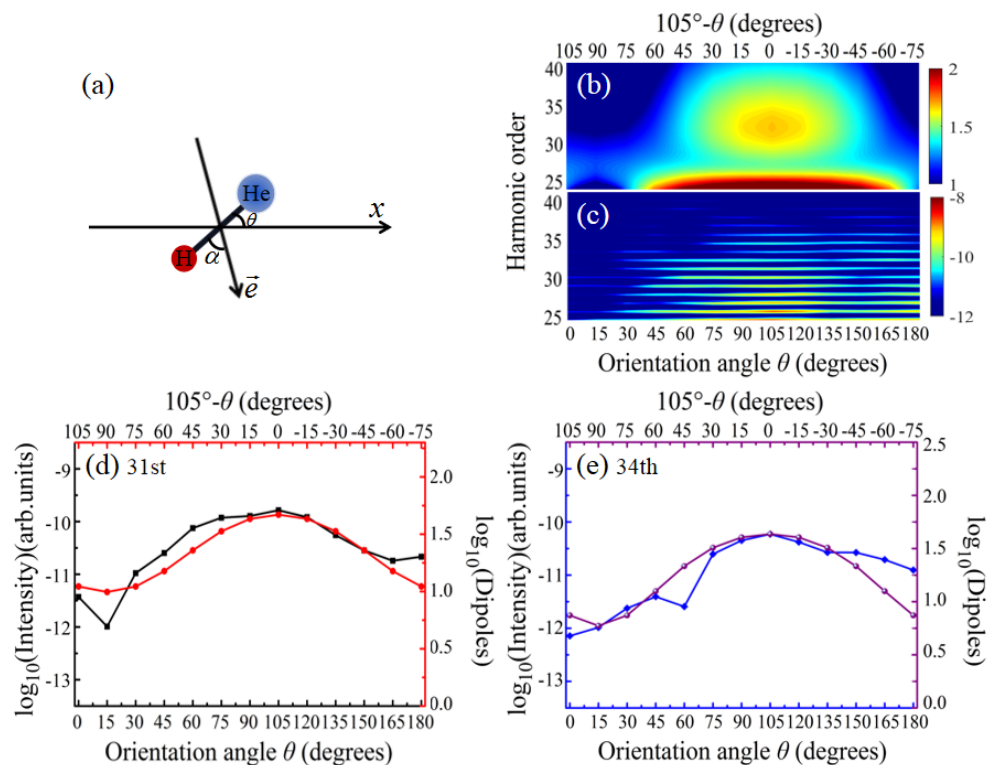 (a)
He
x
θ
H
α
e⃗
105°-θ (degrees)
105 90 75 60 45 30 15 0 -15 -30 -45 -60 -75
Harmonic order
40
35
30
25
(b)
2
1.5
1
40
35
30
25
(c)
-8
-10
-12
0 15 30 45 60 75 90 105 120 135 150 165 180
Orientation angle θ (degrees)
105°-θ (degrees)
105 90 75 60 45 30 15 0 -15 -30 -45 -60 -75
(d) 31st
log₁₀(Intensity)(arb.units)
-9
-10
-11
-12
-13
2.0
1.5
1.0
0.5
0.0
log₁₀(Dipoles)
0 15 30 45 60 75 90 105 120 135 150 165 180
Orientation angle θ (degrees)
105°-θ (degrees)
105 90 75 60 45 30 15 0 -15 -30 -45 -60 -75
(e) 34th
log₁₀(Intensity)(arb.units)
-9
-10
-11
-12
-13
2.5
2.0
1.5
1.0
0.5
0.0
log₁₀(Dipoles)
0 15 30 45 60 75 90 105 120 135 150 165 180
Orientation angle θ (degrees)